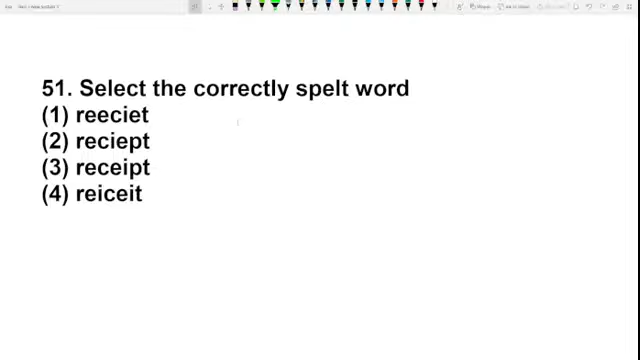 51. Select the correctly spelt word
(1) reeciet
(2) reciept
(3) receipt
(4) reiceit